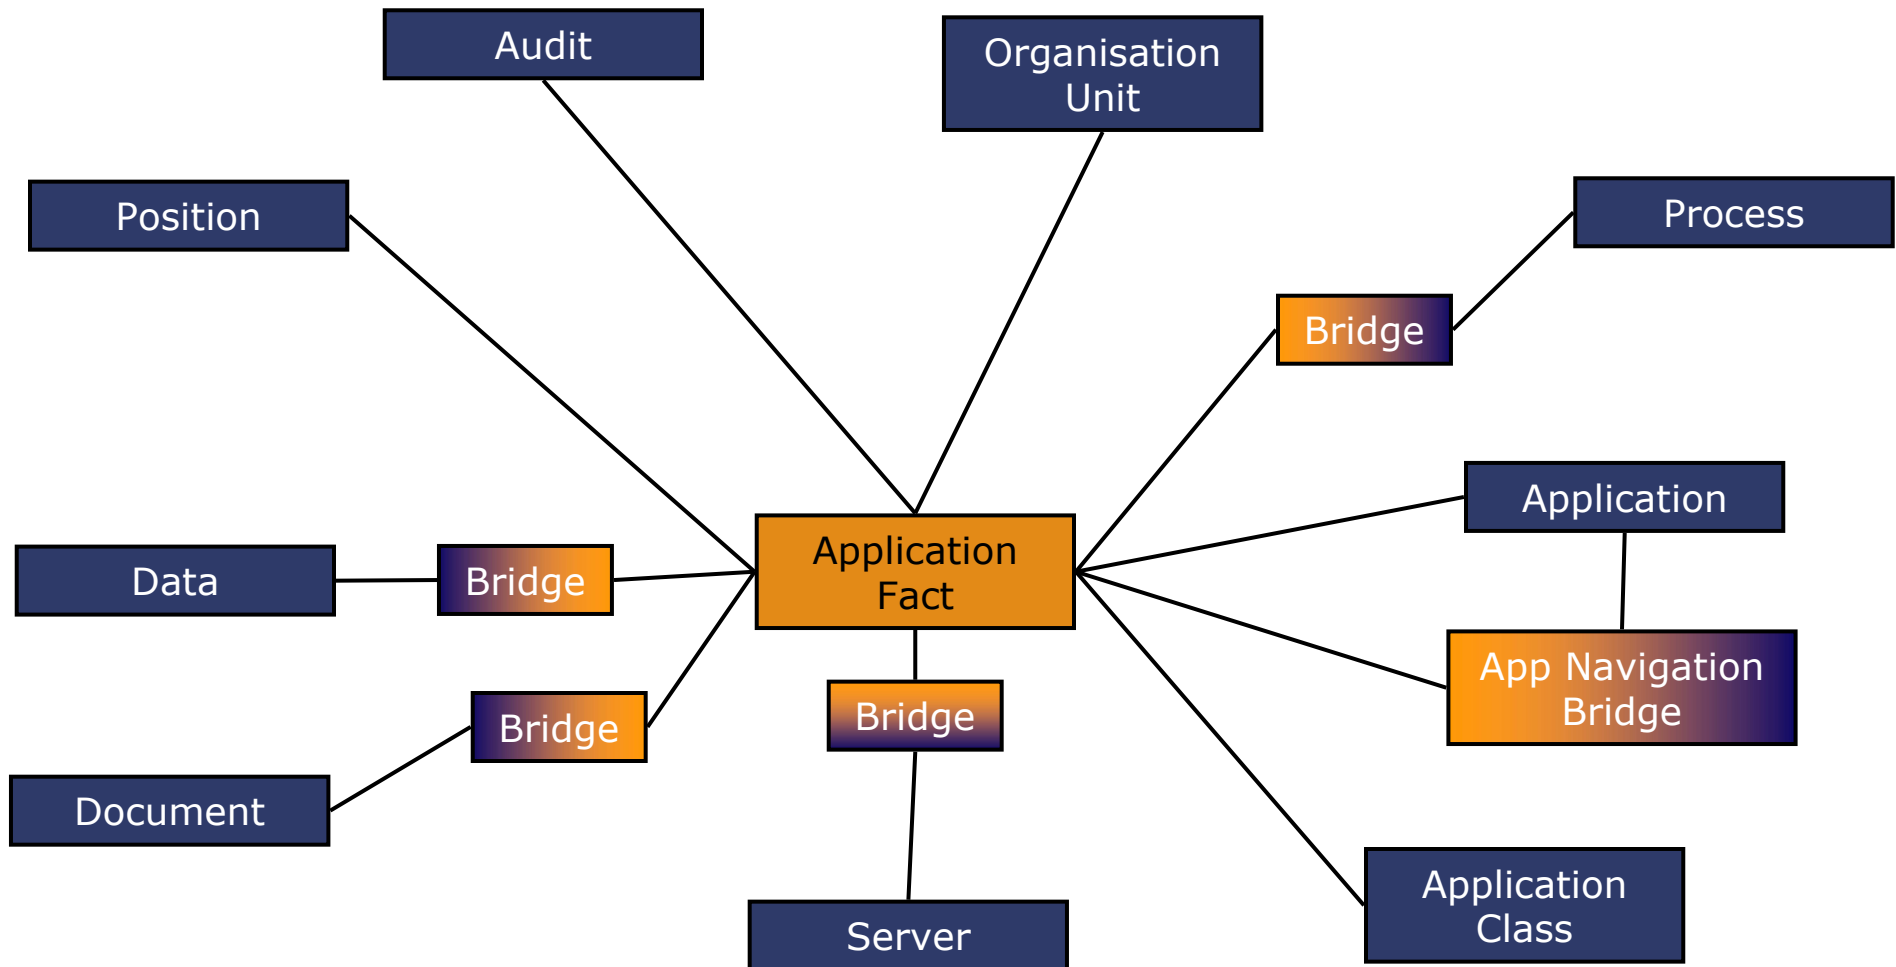 Audit
Organisation
Unit
Position
Process
Bridge
Application
Application
Fact
Data
Bridge
App Navigation
Bridge
Bridge
Bridge
Document
Application
Class
Server